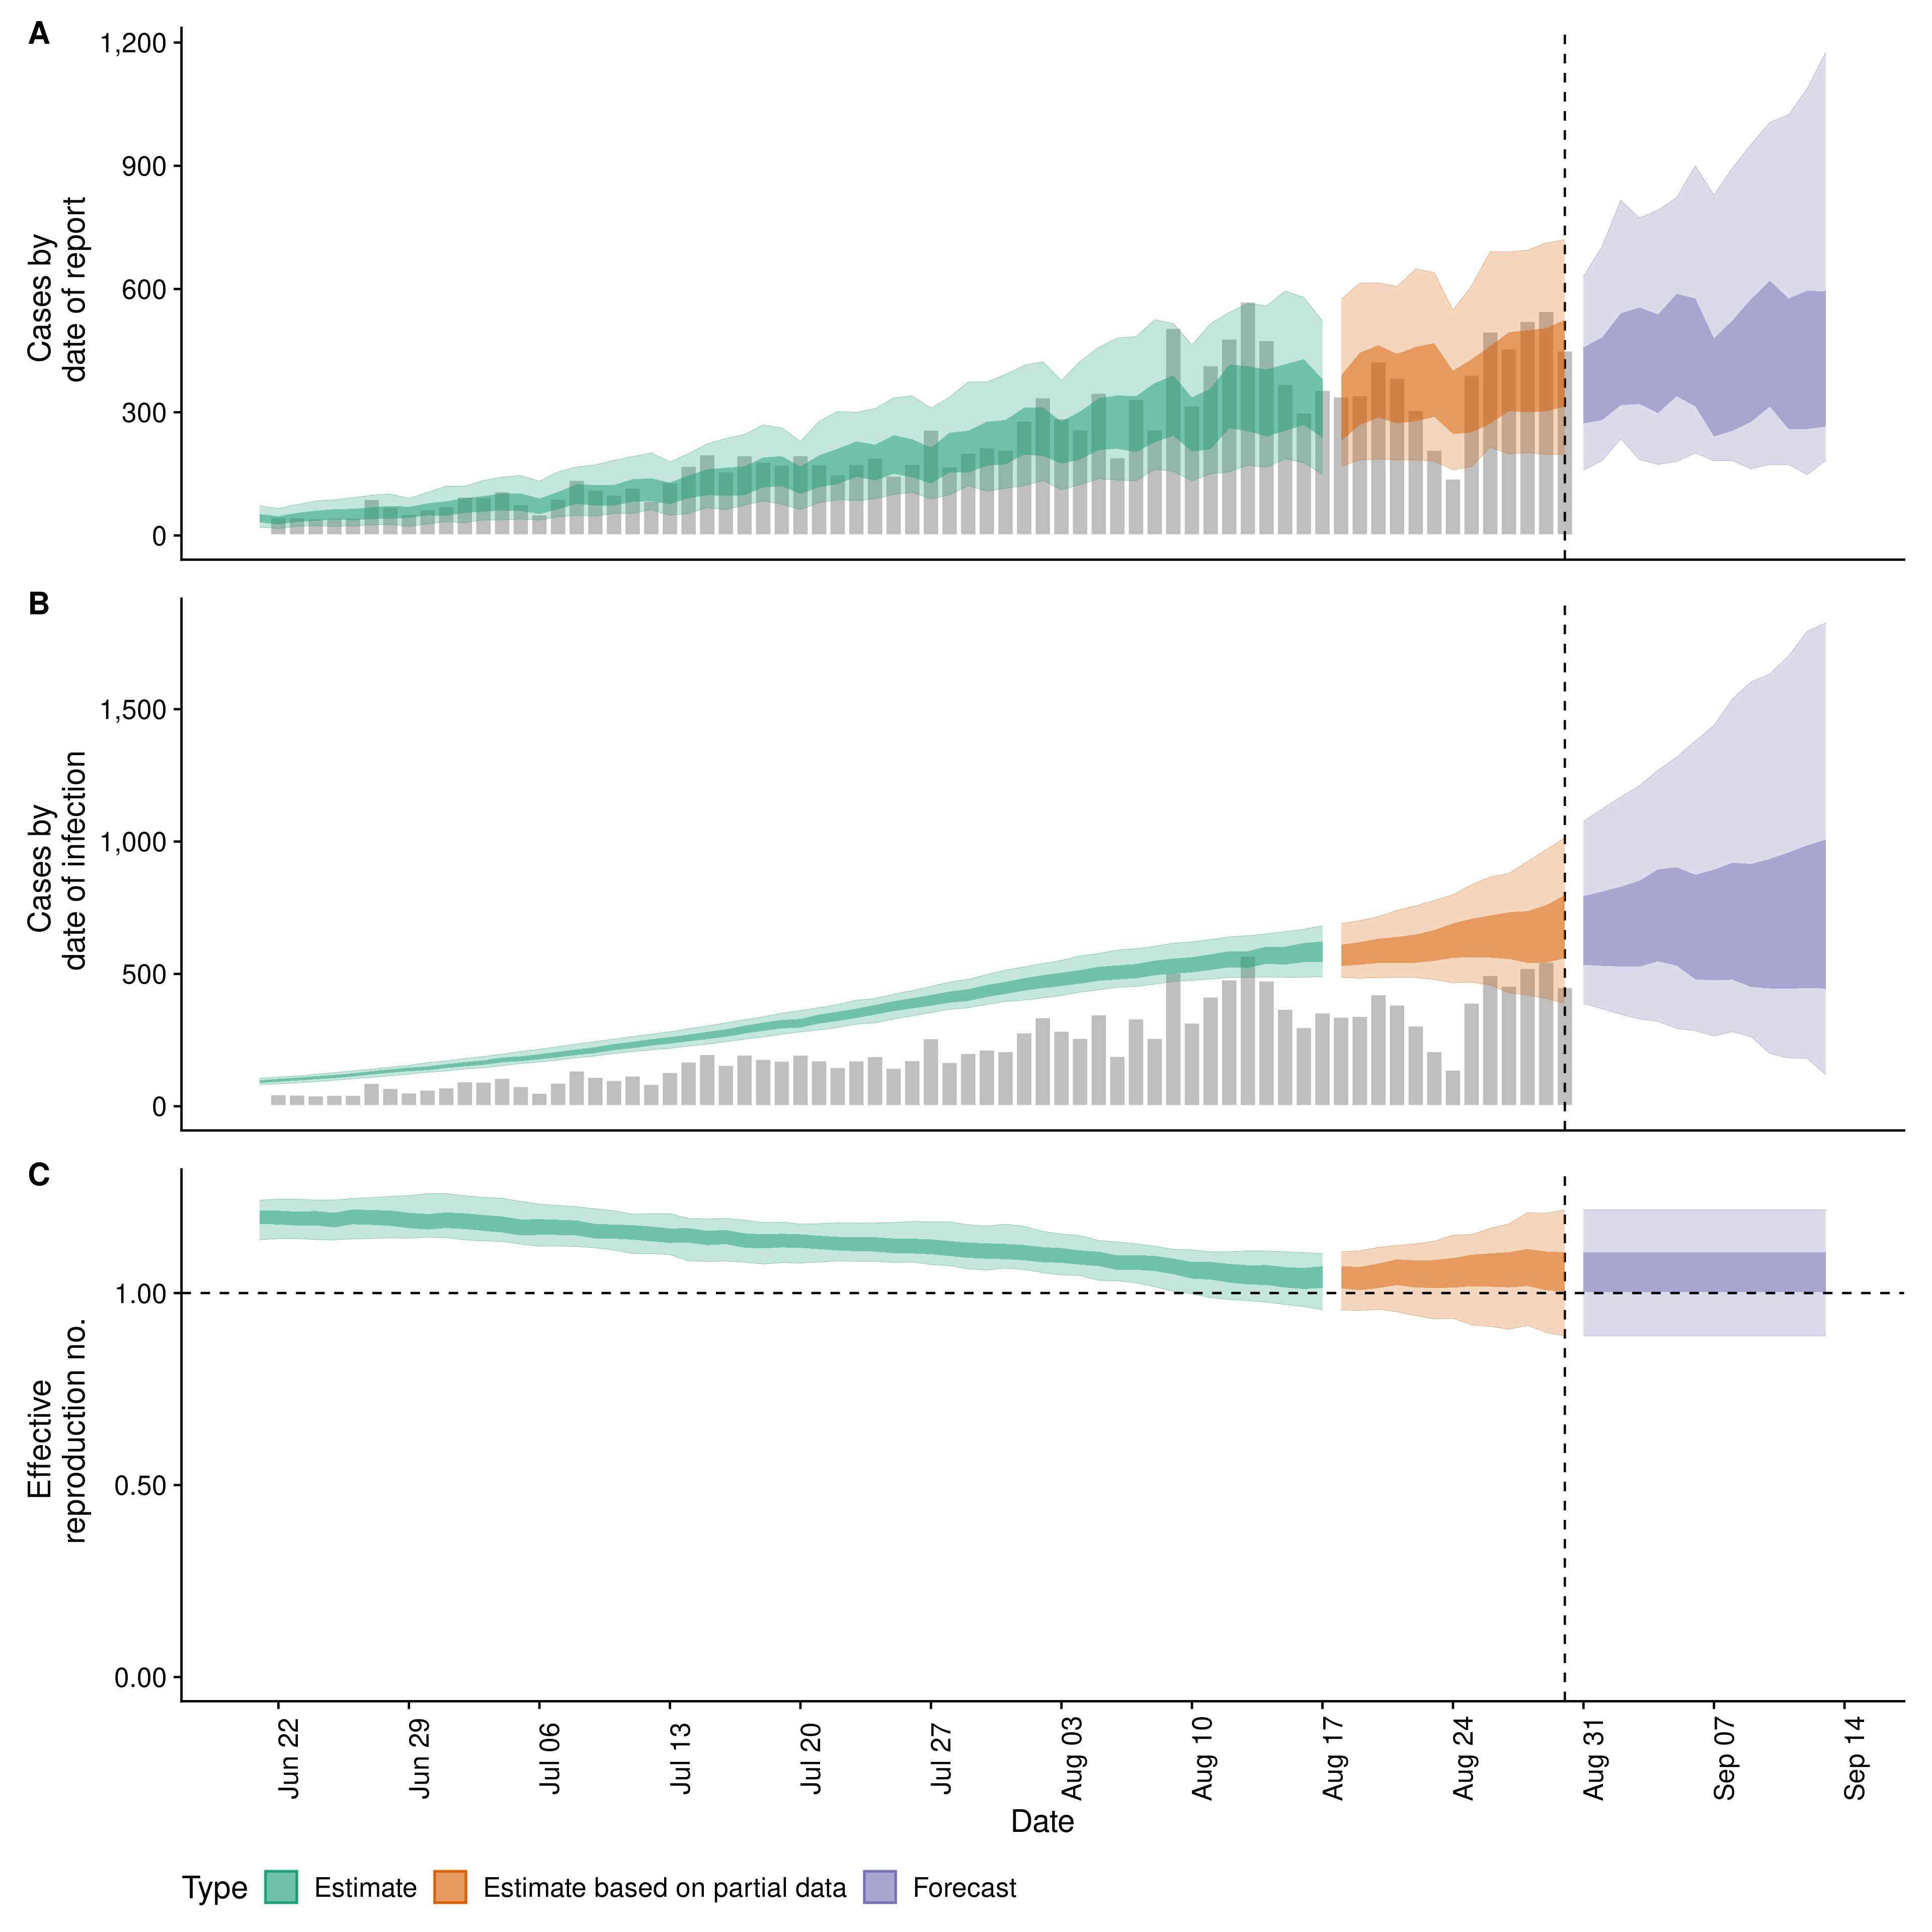 A
1,200
900
600
300
0
Cases by
date of report
B
1,500
1,000
500
0
Cases by
date of infection
C
1.00
0.50
0.00
Effective
reproduction no.
Jun 22
Jun 29
Jul 06
Jul 13
Jul 20
Jul 27
Aug 03
Aug 10
Aug 17
Aug 24
Aug 31
Sep 07
Sep 14
Date
Type Estimate Estimate based on partial data Forecast